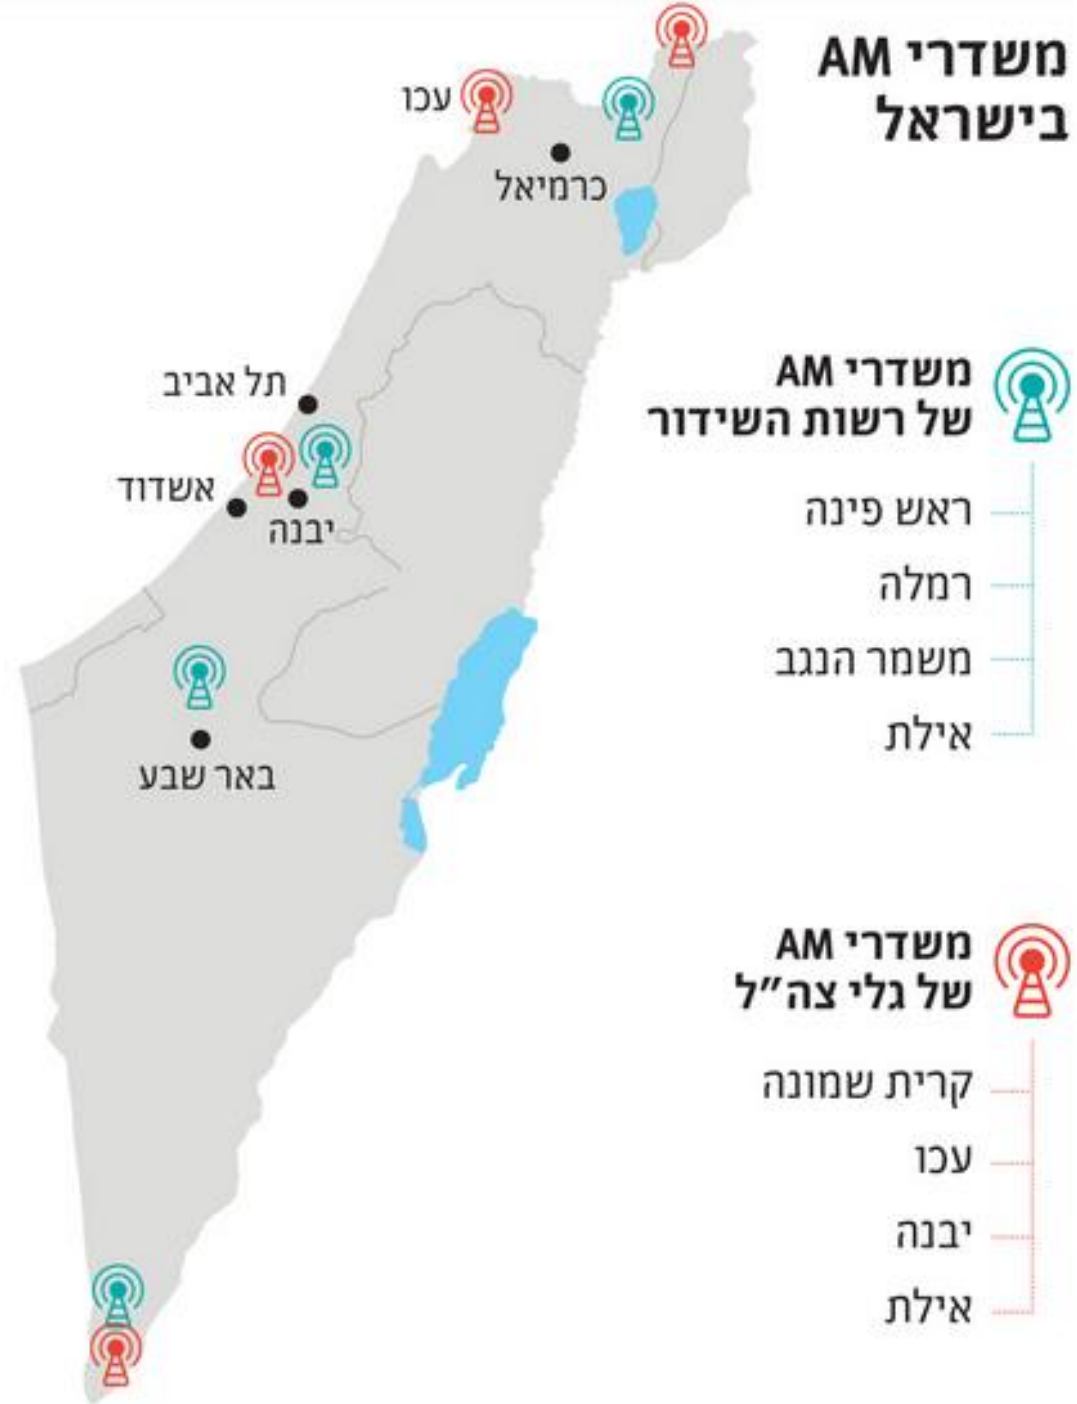 משדרי AM
בישראל
עכו
כרמיאל
תל אביב
אשדוד
יבנה
באר שבע
משדרי AM
של רשות השידור
ראש פינה
רמלה
משמר הנגב
אילת
משדרי AM
של גלי צה״ל
קרית שמונה
עכו
יבנה
אילת